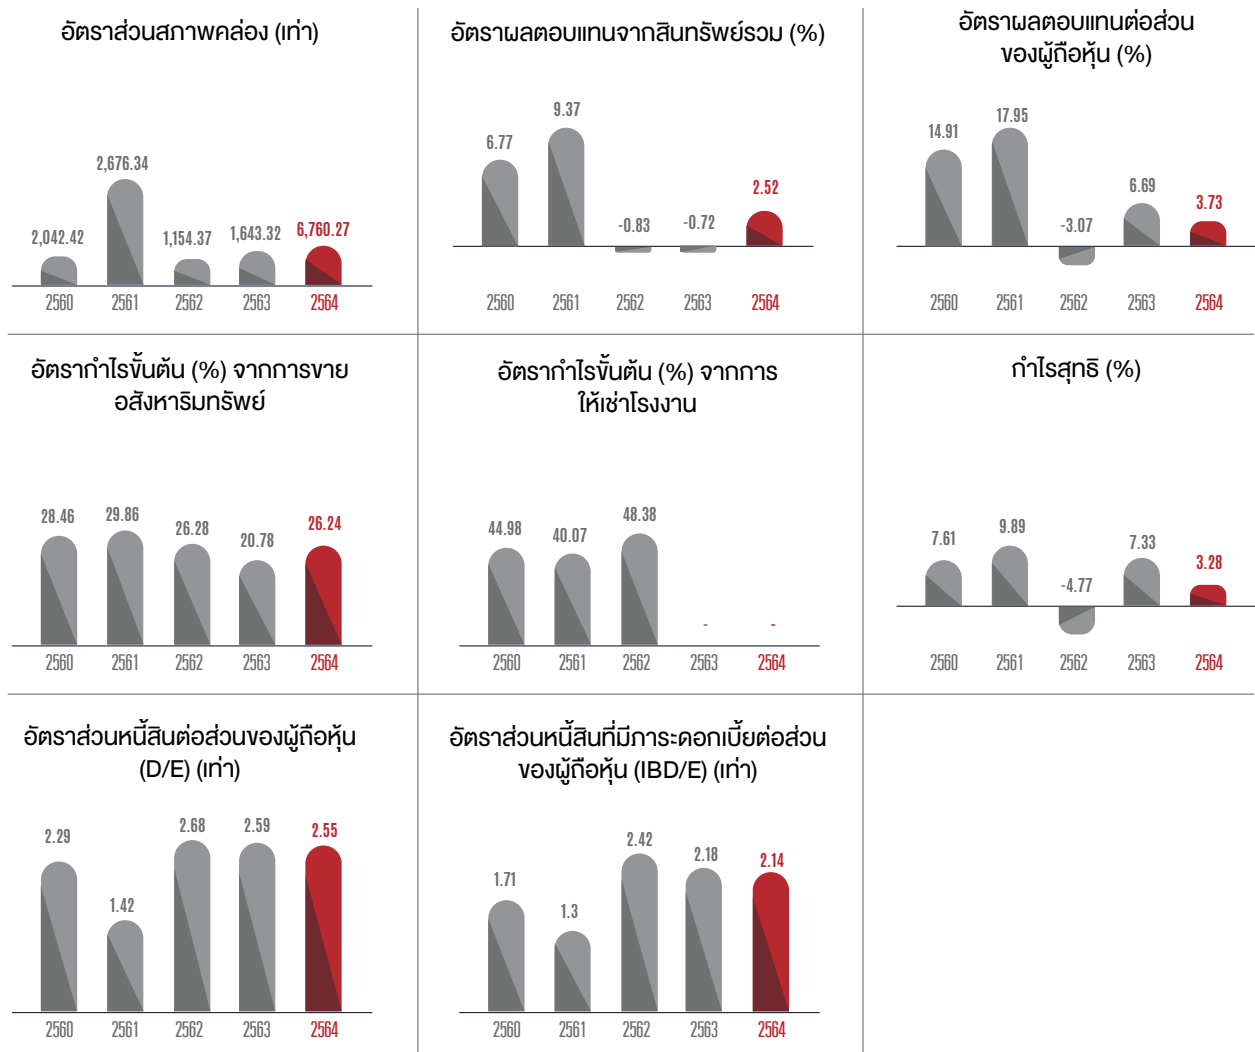 อัตราส่วนสภาพคล่อง (เท่า)
2,042.42
2,676.34
1,154.37
1,643.32
6,760.27
2560 2561 2562 2563 2564
อัตราผลตอบแทนจากสินทรัพย์รวม (%)
6.77
9.37
-0.83
-0.72
2.52
2560 2561 2562 2563 2564
อัตราผลตอบแทนต่อส่วน
ของผู้ถือหุ้น (%)
14.91
17.95
-3.07
6.69
3.73
2560 2561 2562 2563 2564
อัตรากำไรขั้นต้น (%) จากการขาย
อสังหาริมทรัพย์
28.46
29.86
26.28
20.78
26.24
2560 2561 2562 2563 2564
อัตรากำไรขั้นต้น (%) จากการ
ให้เช่าโรงงาน
44.98
40.07
48.38
-
-
2560 2561 2562 2563 2564
กำไรสุทธิ (%)
7.61
9.89
-4.77
7.33
3.28
2560 2561 2562 2563 2564
อัตราส่วนหนี้สินต่อส่วนของผู้ถือหุ้น
(D/E) (เท่า)
2.29
1.42
2.68
2.59
2.55
2560 2561 2562 2563 2564
อัตราส่วนหนี้สินที่มีภาระดอกเบี้ยต่อส่วน
ของผู้ถือหุ้น (IBD/E) (เท่า)
1.71
1.3
2.42
2.18
2.14
2560 2561 2562 2563 2564